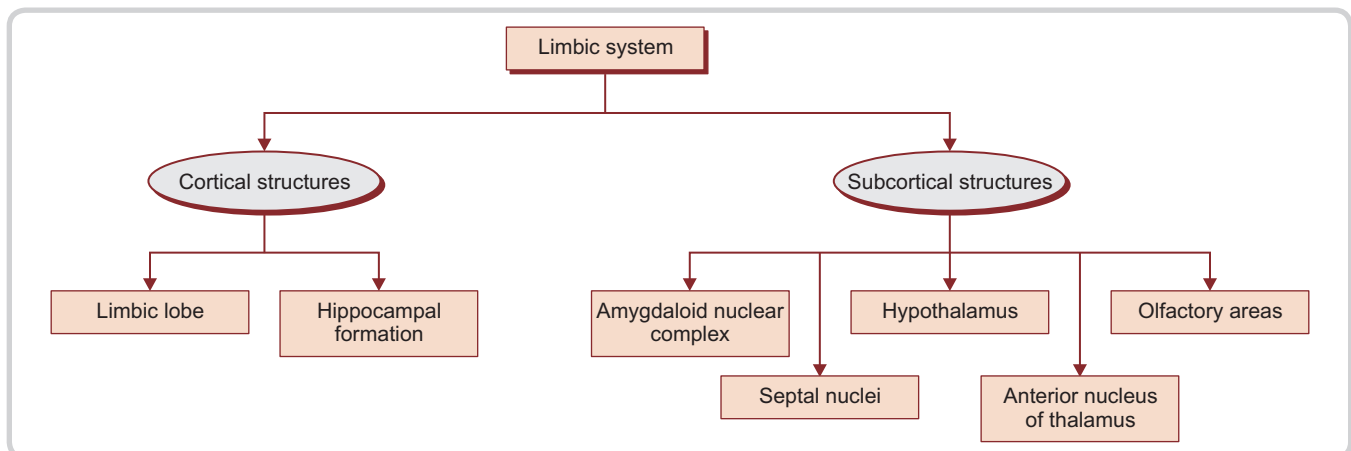 Limbic system
Cortical structures
Subcortical structures
Limbic lobe
Hippocampal
formation
Amygdaloid nuclear
complex
Hypothalamus
Olfactory areas
Septal nuclei
Anterior nucleus
of thalamus